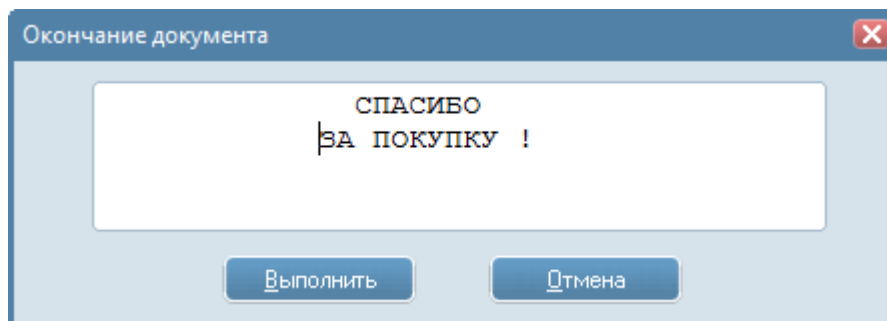 Окончание документа
СПАСИБО
ЗА ПОКУПКУ !
Выполнить
Отмена